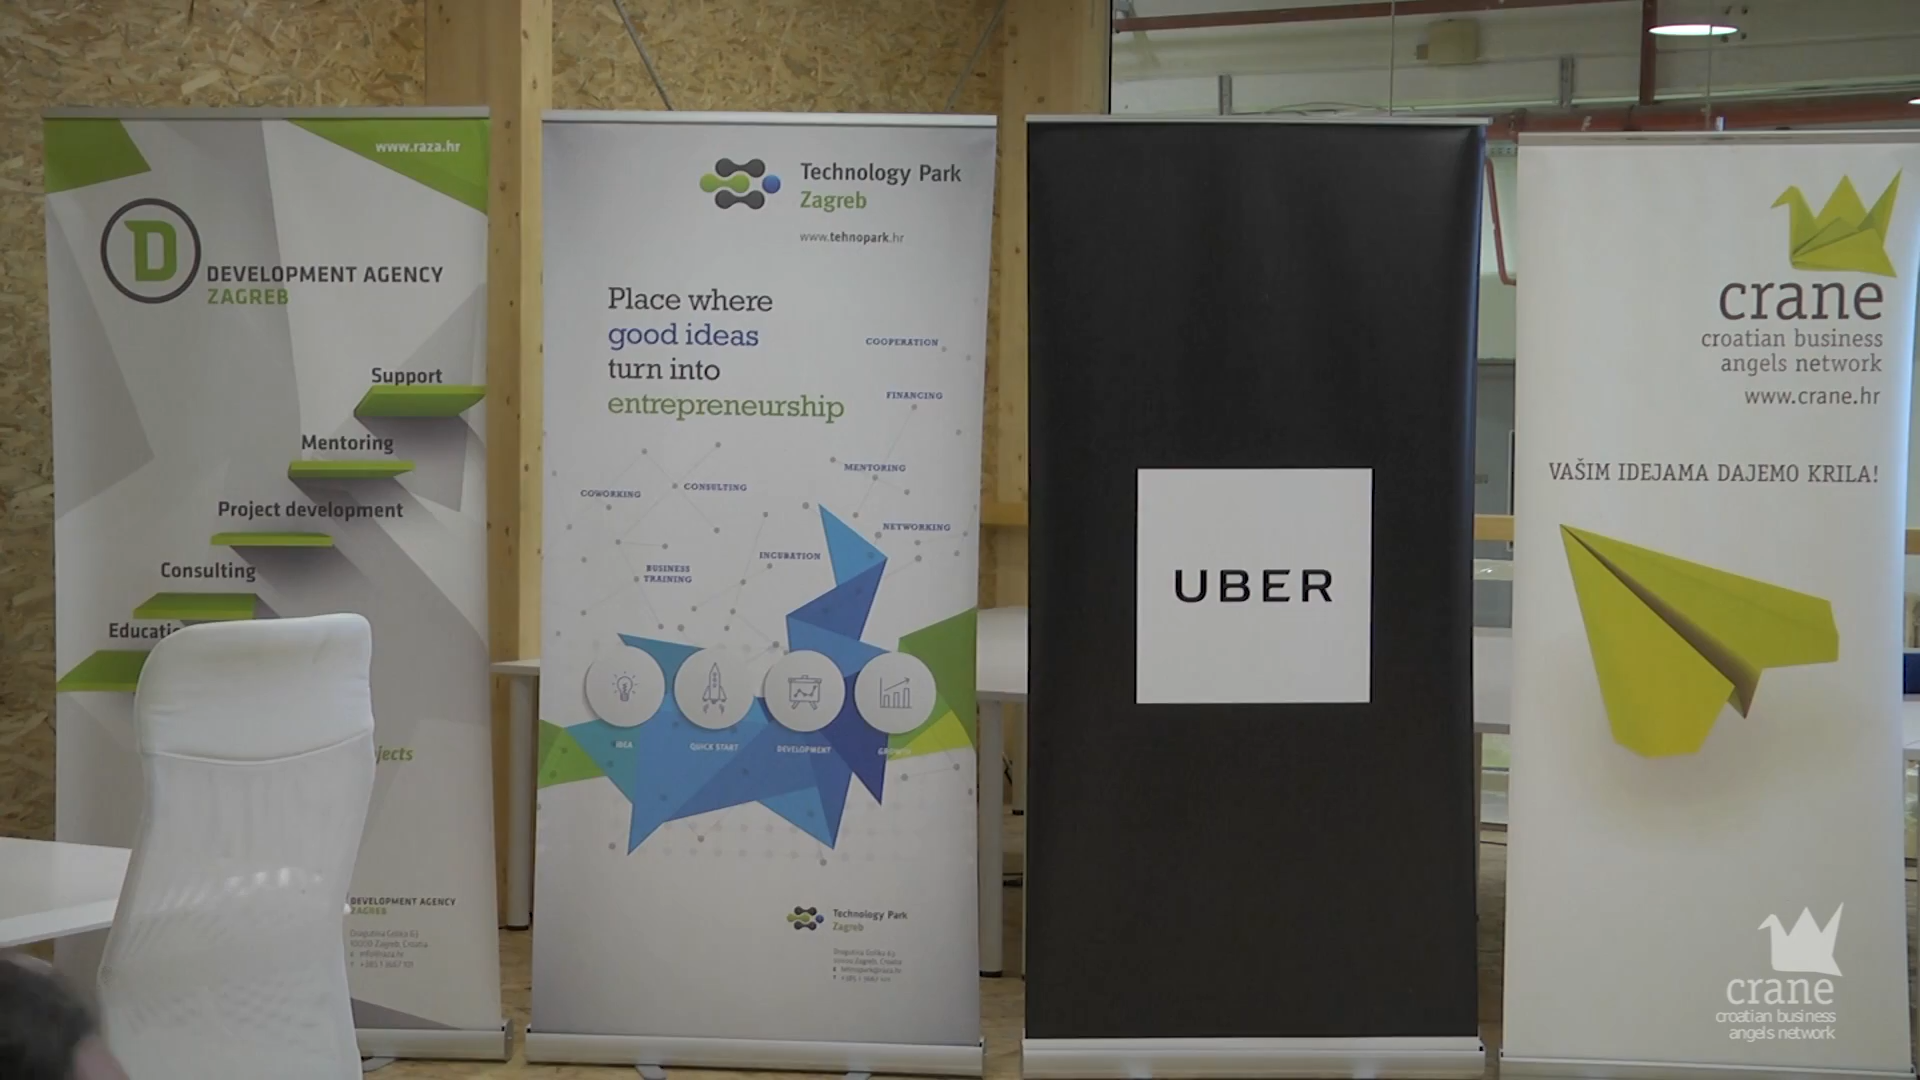 www.raza.hr
D
DEVELOPMENT AGENCY
ZAGREB
Support
Mentoring
Project development
Consulting
DEVELOPMENT AGENCY
ZAGREB
Technology Park
Zagreb
www.tehnopark.hr
Place where
good ideas
turn into
entrepreneurship
COOPERATION
FINANCING
MENTORING
CONSULTING
COWORKING
NETWORKING
INCUBATION
BUSINESS
TRAINING
IDEA
QUICK START
DEVELOPMENT
GROWTH
Technology Park
Zagreb
UBER
crane
croatian business
angels network
www.crane.hr
VAŠIM IDEJAMA DAJEMO KRILA!
crane
croatian business
angels network